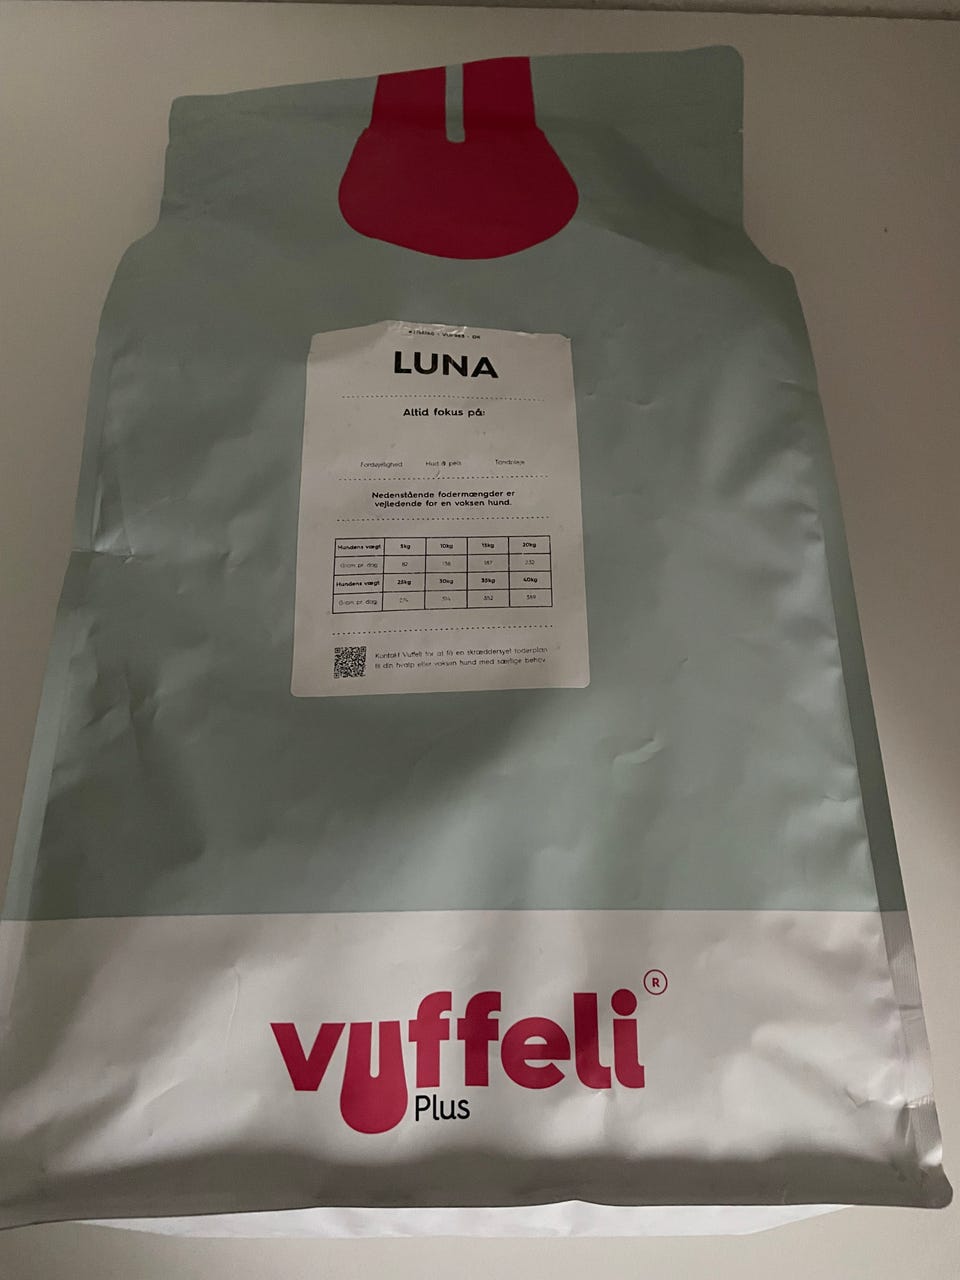 LUNA
Altid fokus på:
Fordøjelighed Hud & pels Tandpleje
Nedenstående fodermængder er
vejledende for en voksen hund.
Hundens vægt 5kg 10kg 15kg 20kg
Gram pr. dag 82 138 187 232
Hundens vægt 25kg 30kg 35kg 40kg
Gram pr. dag 274 314 352 389
Kontakt Vuffeli for at få en skræddersyet foderplan
til din hvalp eller voksen hund med særlige behov.
vuffeli ®
Plus